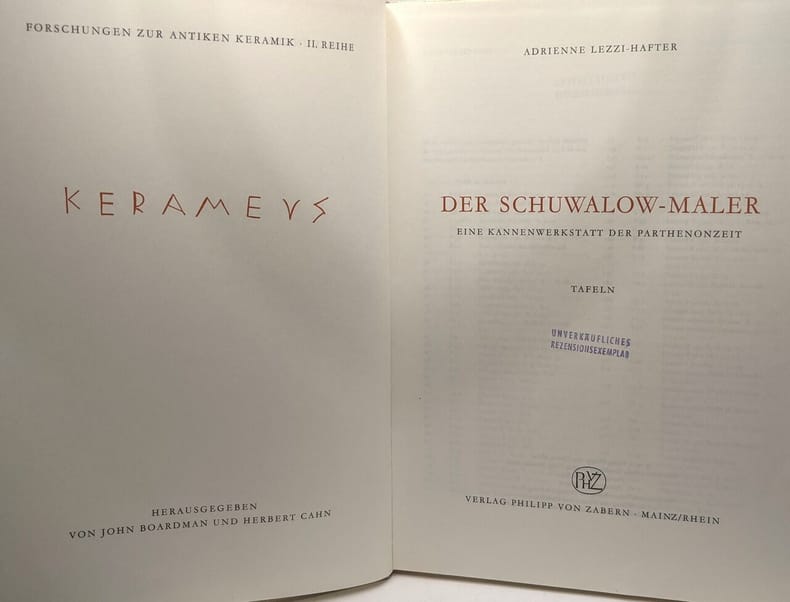 FORSCHUNGEN ZUR ANTIKEN KERAMIK · II. REIHE
KERAMEVS
HERAUSGEGEBEN
VON JOHN BOARDMAN UND HERBERT CAHN
ADRIENNE LEZZI-HAFTER
DER SCHUWALOW-MALER
EINE KANNENWERKSTATT DER PARTHENONZEIT
TAFELN
UNVERKÄUFLICHES
REZENSIONSEXEMPLAR
PHVZ
VERLAG PHILIPP VON ZABERN · MAINZ/RHEIN